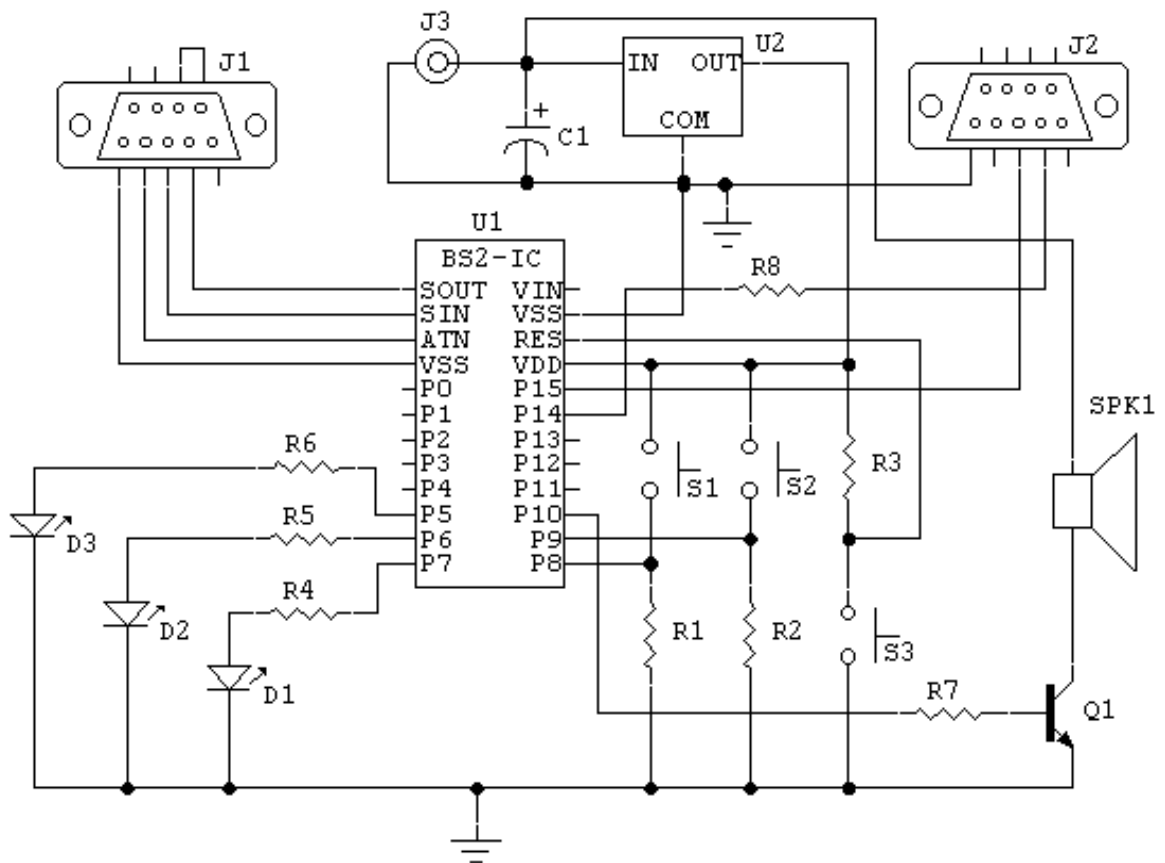 J3
J1
U2
J2
IN OUT
COM
+
C1
U1
BS2-IC
SOUT VIN
SIN VSS
ATN RES
VSS VDD
P0 P15
P1 P14
P2 P13
P3 P12
P4 P11
P5 P10
P6 P9
P7 P8
R8
SPK1
R6
R5
R4
D3
D2
D1
S1
S2
R3
R1
R2
S3
R7
Q1